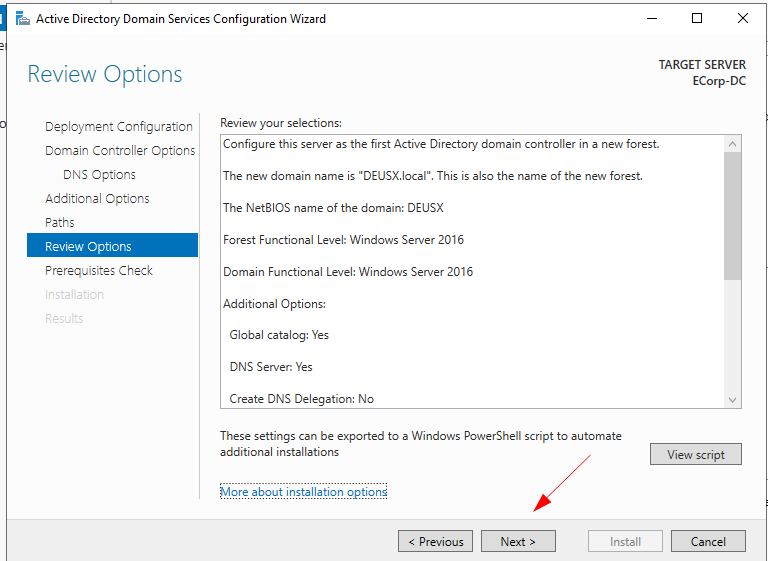 Active Directory Domain Services Configuration Wizard
Review Options
TARGET SERVER
ECorp-DC
Deployment Configuration
Domain Controller Options
DNS Options
Additional Options
Paths
Review Options
Prerequisites Check
Installation
Results
Review your selections:
Configure this server as the first Active Directory domain controller in a new forest.
The new domain name is "DEUSX.local". This is also the name of the new forest.
The NetBIOS name of the domain: DEUSX
Forest Functional Level: Windows Server 2016
Domain Functional Level: Windows Server 2016
Additional Options:
Global catalog: Yes
DNS Server: Yes
Create DNS Delegation: No
These settings can be exported to a Windows PowerShell script to automate
additional installations
View script
More about installation options
< Previous
Next >
Install
Cancel